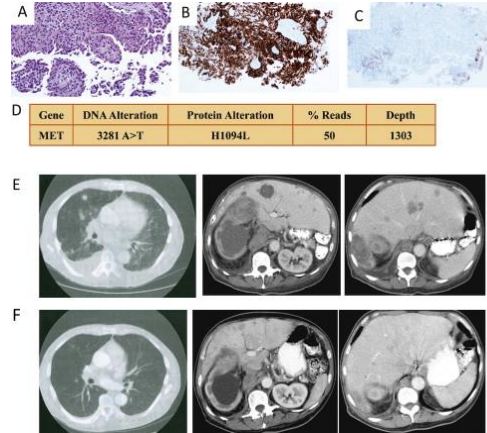 A B C
D
Gene DNA Alteration Protein Alteration % Reads Depth
MET 3281 A>T H1094L 50 1303
E
F